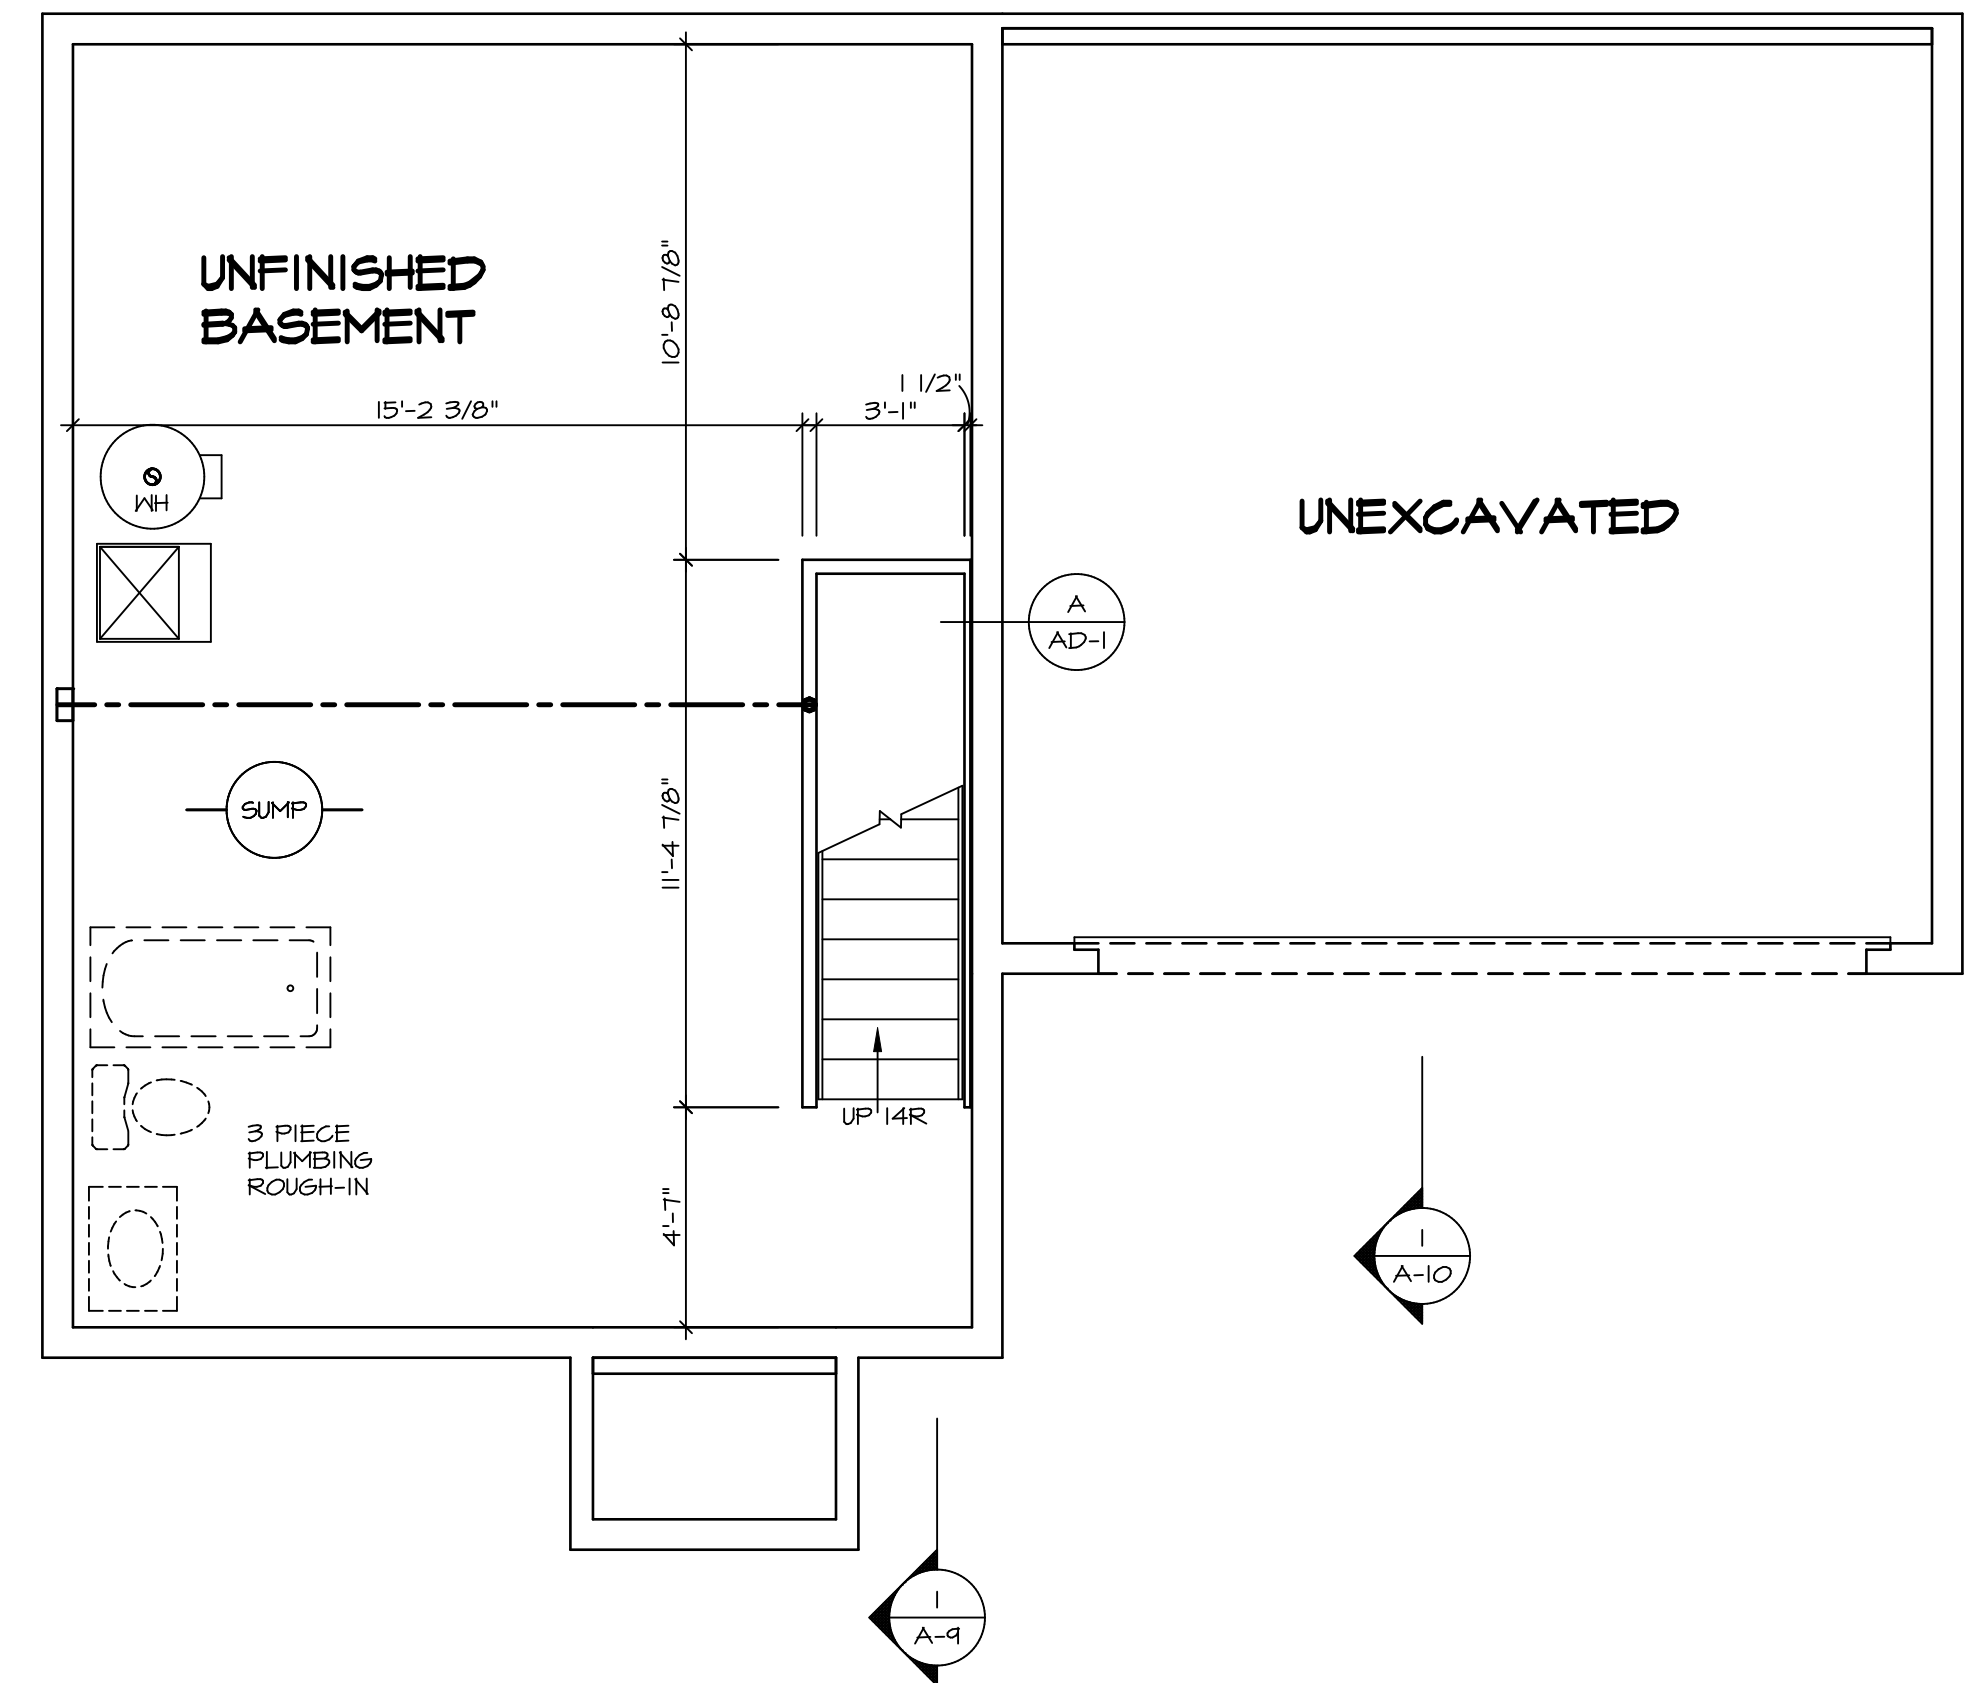 UNFINISHED
BASEMENT
10'-8 7/8"
1 1/2"
15'-2 3/8"
3'-1"
S
WH
UNEXCAVATED
A
AD-1
SUMP
11'-4 7/8"
UP 14R
3 PIECE
PLUMBING
ROUGH-IN
4'-7"
1
A-10
1
A-9